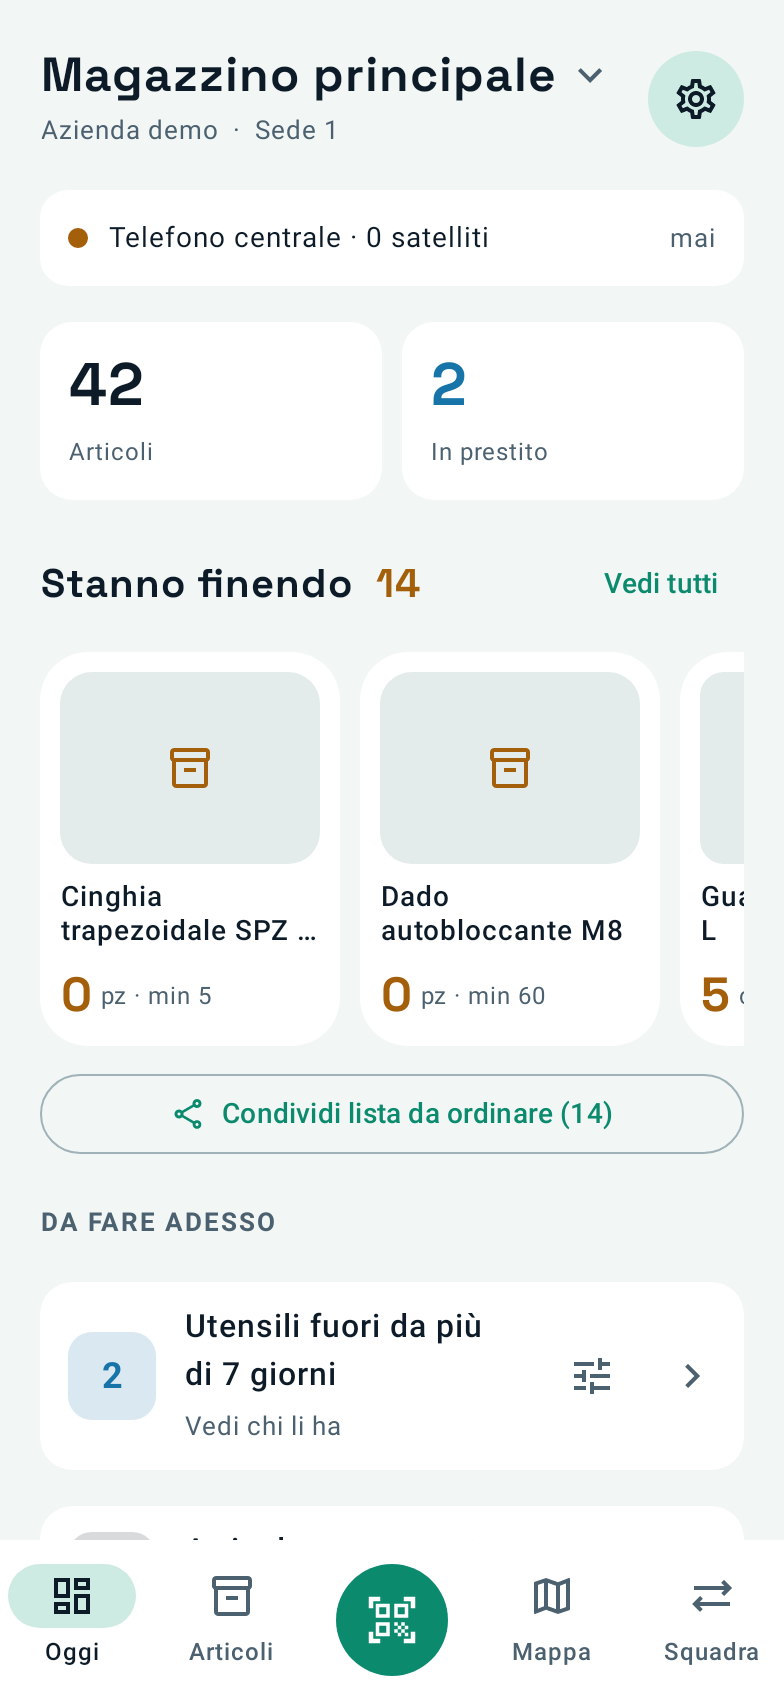 Magazzino principale
Azienda demo · Sede 1
Telefono centrale · 0 satelliti
mai
42
Articoli
2
In prestito
Stanno finendo 14
Vedi tutti
Cinghia
trapezoidale SPZ ...
0 pz · min 5
Dado
autobloccante M8
0 pz · min 60
L
5
Condividi lista da ordinare (14)
DA FARE ADESSO
2
Utensili fuori da più
di 7 giorni
Vedi chi li ha
Oggi
Articoli
Mappa
Squadra